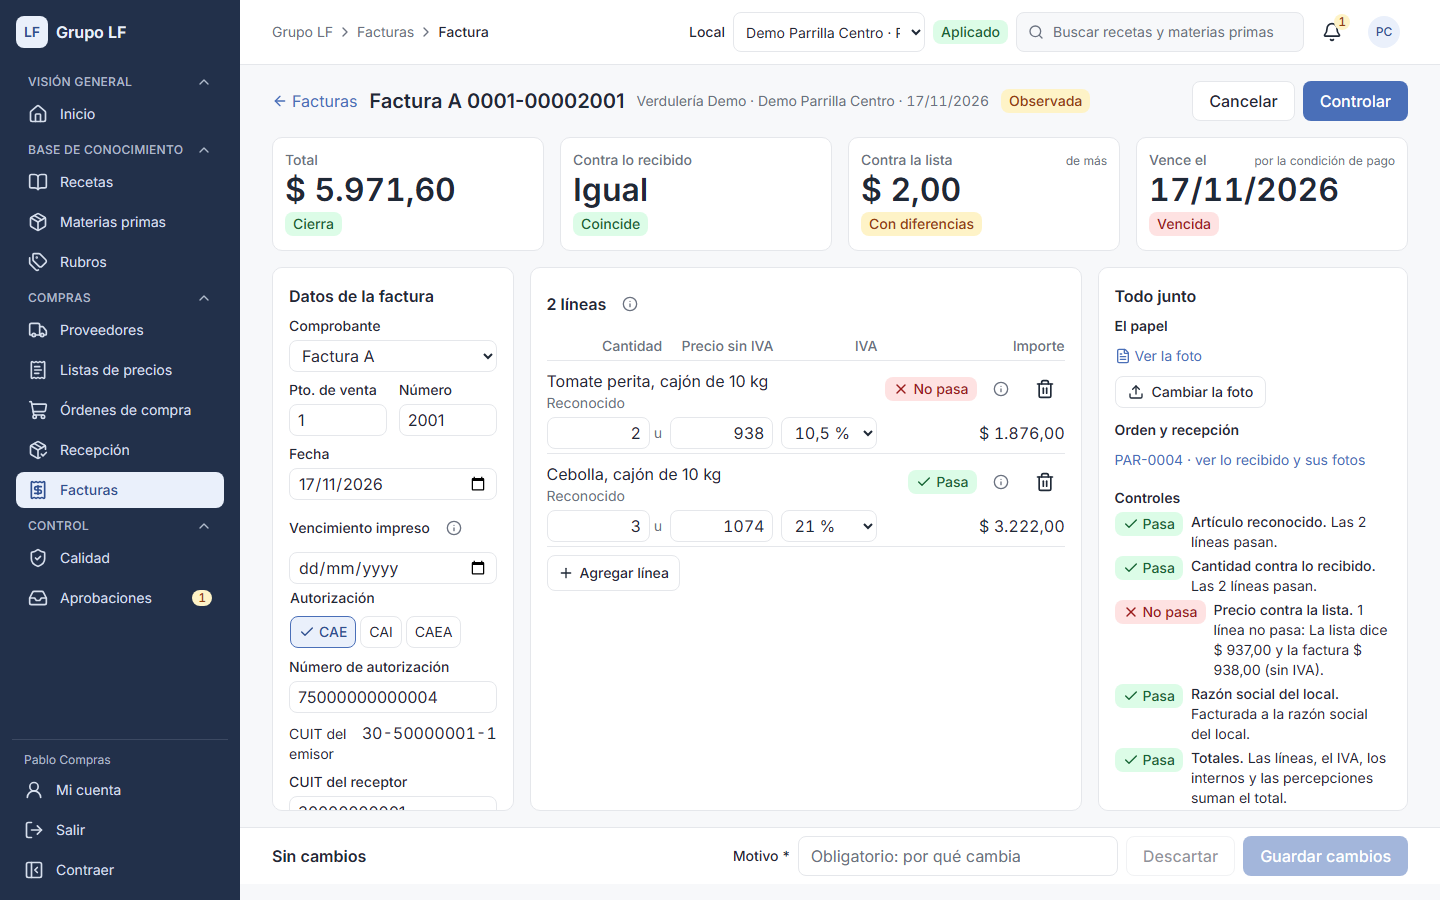 LF Grupo LF
VISIÓN GENERAL
Inicio
BASE DE CONOCIMIENTO
Recetas
Materias primas
Rubros
COMPRAS
Proveedores
Listas de precios
Órdenes de compra
Recepción
Facturas
CONTROL
Calidad
Aprobaciones 1
Pablo Compras
Mi cuenta
Salir
Contraer
Grupo LF > Facturas > Factura
Local Demo Parrilla Centro · Aplicado Buscar recetas y materias primas 1 PC
← Facturas Factura A 0001-00002001 Verdulería Demo · Demo Parrilla Centro · 17/11/2026 Observada Cancelar Controlar
Total
$ 5.971,60
Cierra
Contra lo recibido
Igual
Coincide
Contra la lista de más
$ 2,00
Con diferencias
Vence el por la condición de pago
17/11/2026
Vencida
Datos de la factura
Comprobante
Factura A
Pto. de venta Número
1 2001
Fecha
17/11/2026
Vencimiento impreso
dd/mm/yyyy
Autorización
CAE CAI CAEA
Número de autorización
75000000000004
CUIT del emisor 30-50000001-1
CUIT del receptor
2 líneas
Cantidad Precio sin IVA IVA Importe
Tomate perita, cajón de 10 kg No pasa
Reconocido
2 u 938 10,5 % $ 1.876,00
Cebolla, cajón de 10 kg Pasa
Reconocido
3 u 1074 21 % $ 3.222,00
+ Agregar línea
Todo junto
El papel
Ver la foto
Cambiar la foto
Orden y recepción
PAR-0004 · ver lo recibido y sus fotos
Controles
Pasa Artículo reconocido. Las 2
líneas pasan.
Pasa Cantidad contra lo recibido.
Las 2 líneas pasan.
No pasa Precio contra la lista. 1
línea no pasa: La lista dice
$ 937,00 y la factura $
938,00 (sin IVA).
Pasa Razón social del local.
Facturada a la razón social
del local.
Pasa Totales. Las líneas, el IVA, los
internos y las percepciones
suman el total.
Sin cambios Motivo * Obligatorio: por qué cambia Descartar Guardar cambios